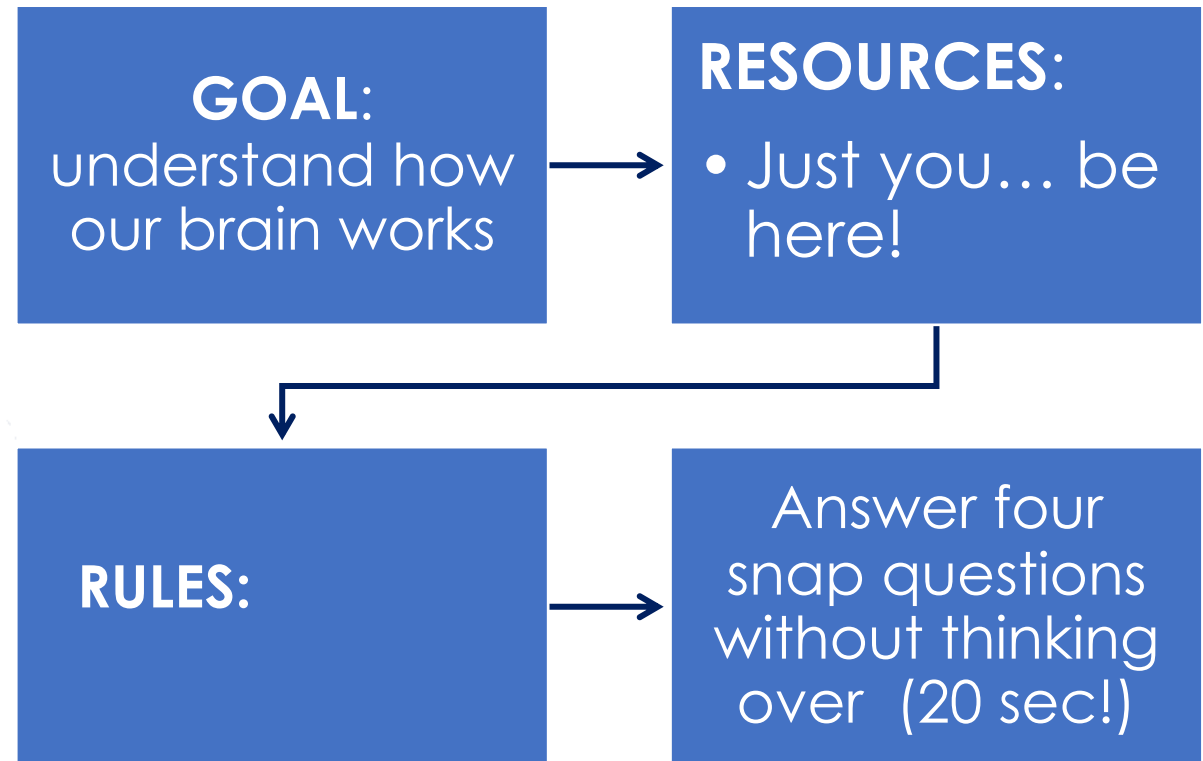 GOAL:
understand how
our brain works
RESOURCES:
• Just you... be
here!
RULES:
Answer four
snap questions
without thinking
over (20 sec!)